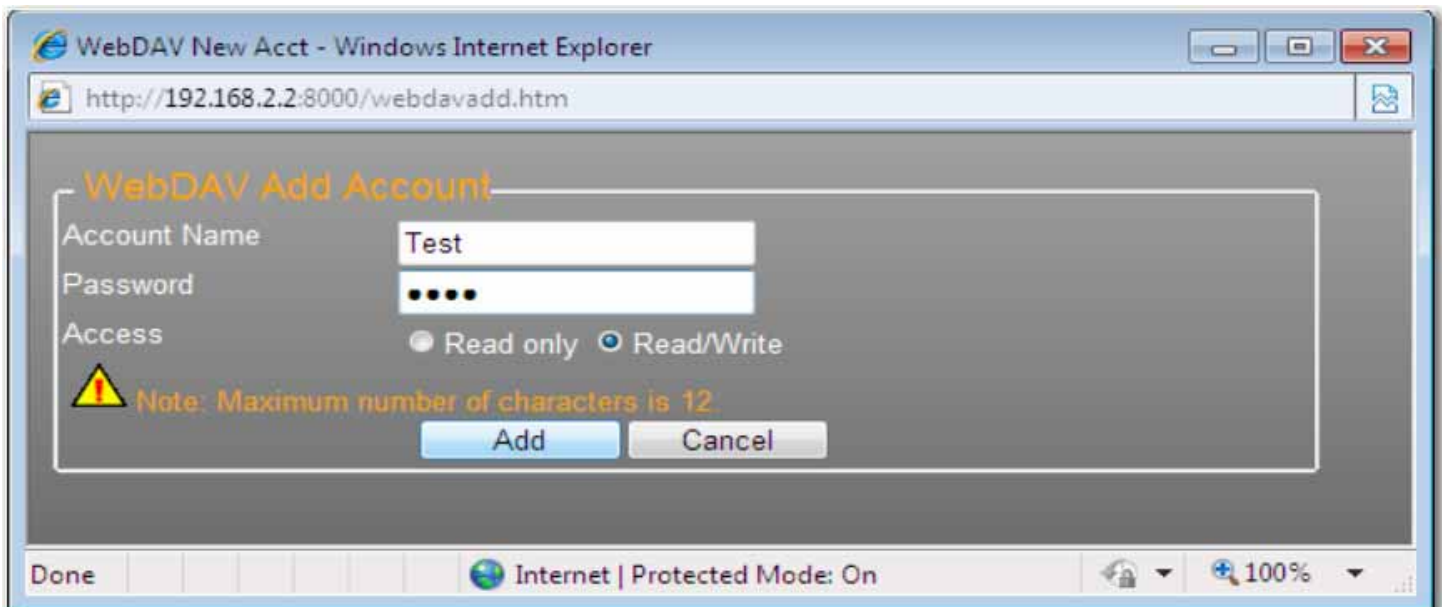 WebDAV New Acct - Windows Internet Explorer
http://192.168.2.2:8000/webdavadd.htm
WebDAV Add Account
Account Name Test
Password ●●●●
Access Read only Read/Write
Note: Maximum number of characters is 12.
Add Cancel
Done Internet | Protected Mode: On 100%